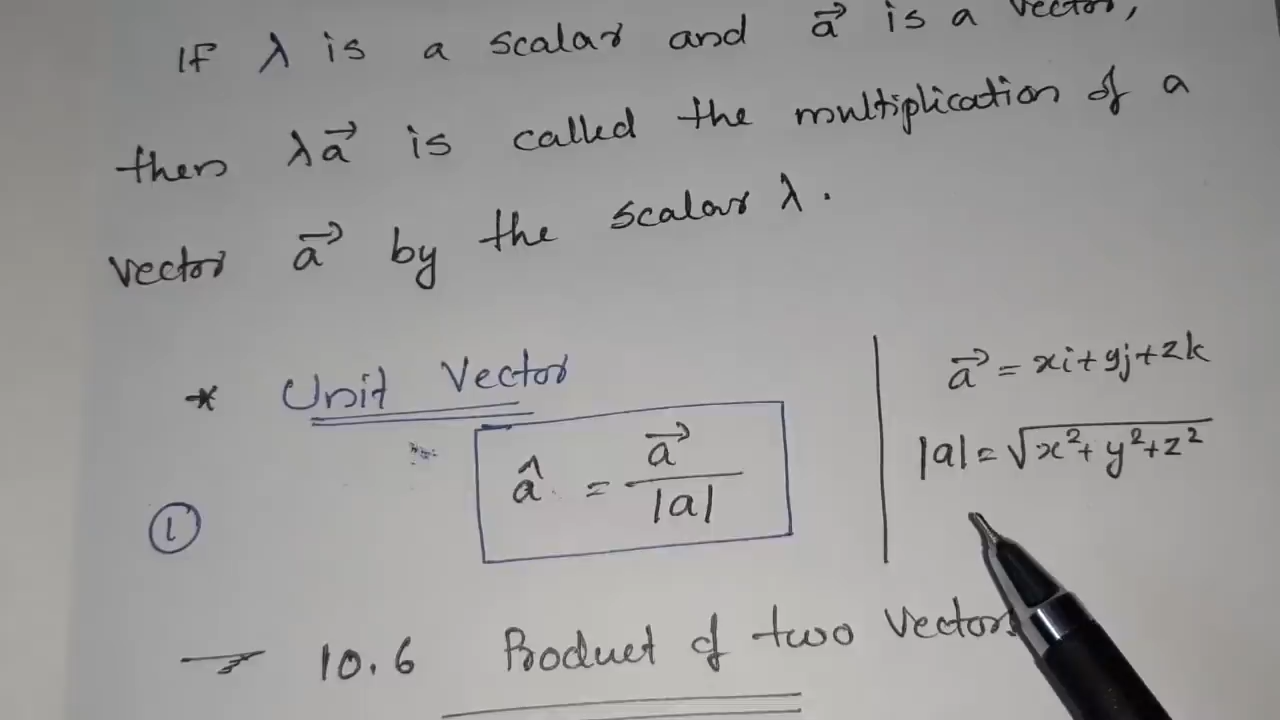 If λ is a scalar and a⃗ is a vector,
then λa⃗ is called the multiplication of a
vector a⃗ by the scalar λ.
* Unit Vector
â = a⃗ / |a|
a⃗ = xi+yj+zk
|a| = √x²+y²+z²
①
→ 10.6 Product of two vectors